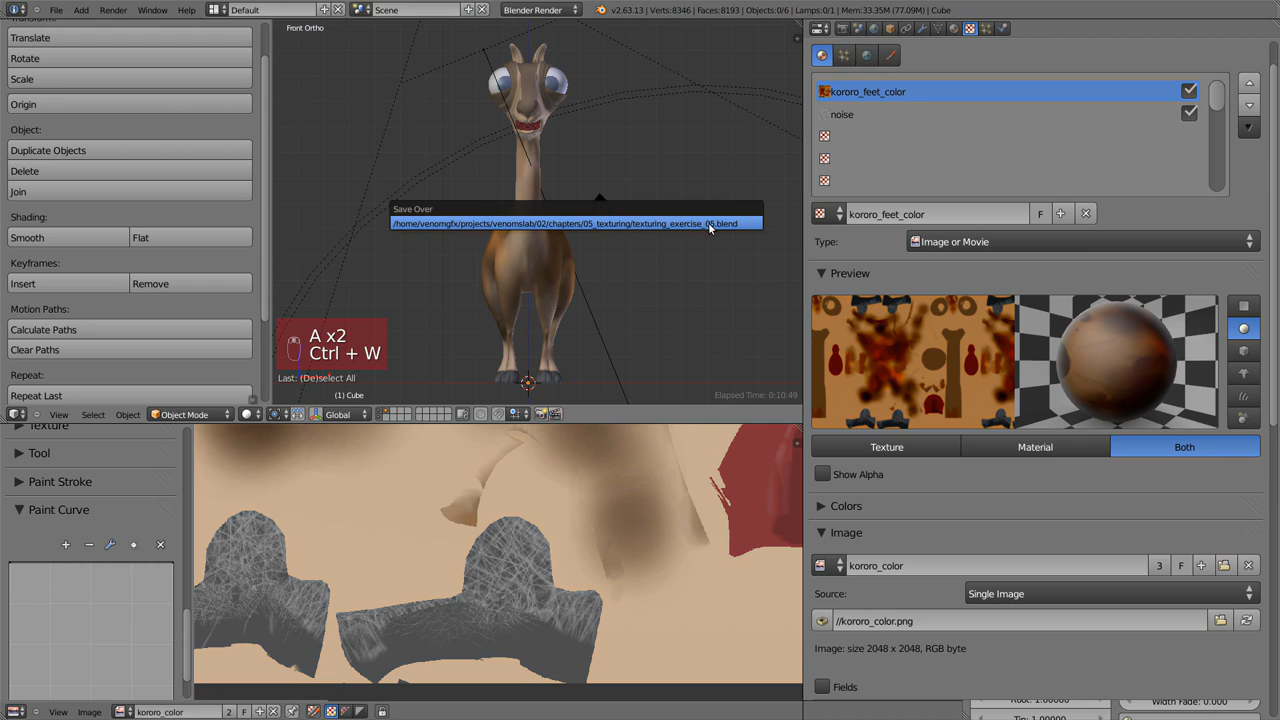 File Add Render Window Help Default Scene Blender Render v2.63.13 | Verts:8346 | Faces:8193 | Objects:0/6 | Lamps:0/1 | Mem:33.35M (77.09M) | Cube
Translate
Rotate
Scale
Origin
Object:
Duplicate Objects
Delete
Join
Shading:
Smooth Flat
Keyframes:
Insert Remove
Motion Paths:
Calculate Paths
Clear Paths
Repeat:
Repeat Last
Front Ortho
Save Over
/home/venomgfx/projects/venomslab/02/chapters/05_texturing/texturing_exercise_05.blend
A x2
Ctrl + W
Last: (De)select All
(1) Cube
Elapsed Time: 0:10:49
View Select Object Object Mode Global
Texture
Tool
Paint Stroke
Paint Curve
View Image kororo_color 2 F
kororo_feet_color
noise
kororo_feet_color F
Type: Image or Movie
Preview
Texture Material Both
Show Alpha
Colors
Image
kororo_color 3 F
Source: Single Image
//kororo_color.png
Image: size 2048 x 2048, RGB byte
Fields
Width Fade: 0.000